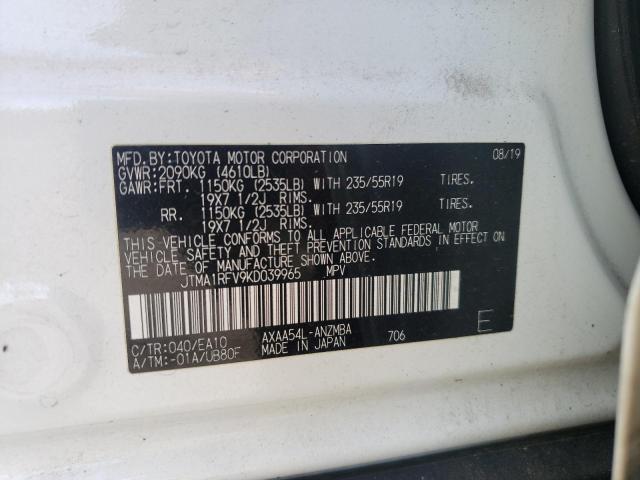 MFD.BY:TOYOTA MOTOR CORPORATION 08/19
GVWR:2090KG (4610LB)
GAWR:FRT. 1150KG (2535LB) WITH 235/55R19 TIRES.
19X7 1/2J RIMS.
RR. 1150KG (2535LB) WITH 235/55R19 TIRES.
19X7 1/2J RIMS.
THIS VEHICLE CONFORMS TO ALL APPLICABLE FEDERAL MOTOR
VEHICLE SAFETY AND THEFT PREVENTION STANDARDS IN EFFECT ON
THE DATE OF MANUFACTURE SHOWN ABOVE.
JTMA1RFV9KD039965 MPV
C/TR:040/EA10 AXAA54L-ANZMBA
A/TM:-01A/UB80F MADE IN JAPAN 706 E